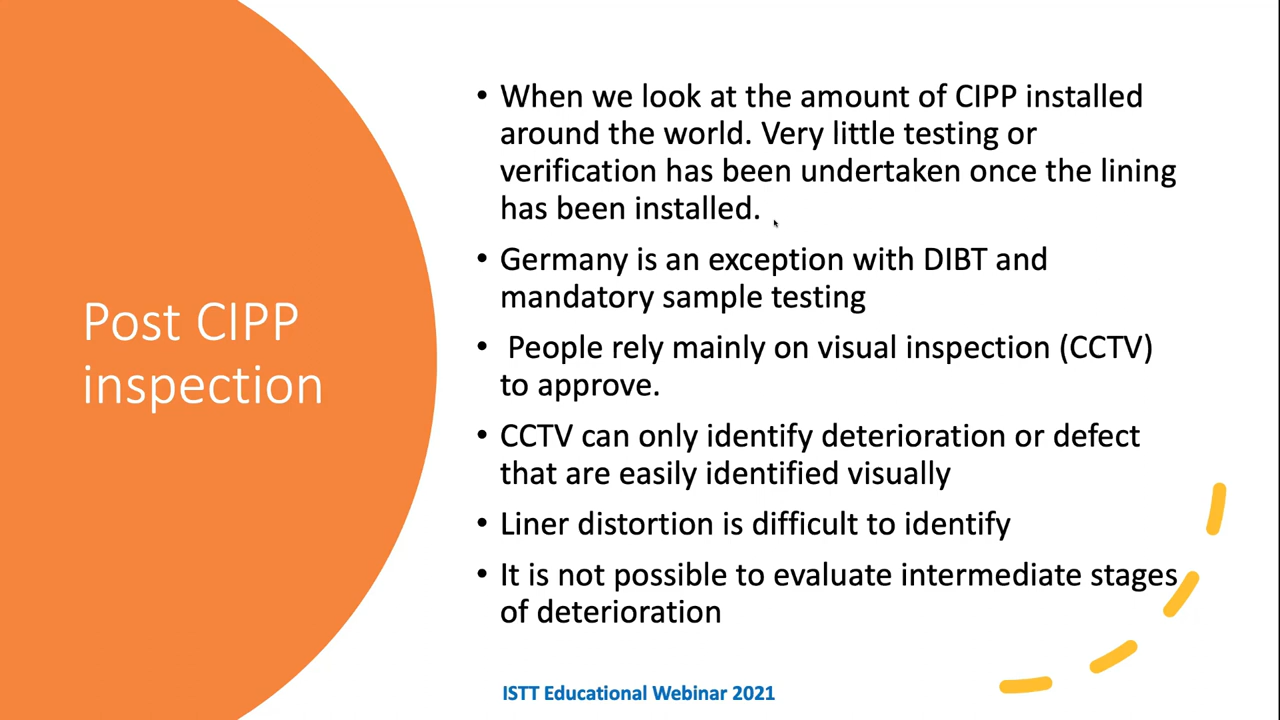 Post CIPP
inspection
• When we look at the amount of CIPP installed
around the world. Very little testing or
verification has been undertaken once the lining
has been installed.
• Germany is an exception with DIBT and
mandatory sample testing
• People rely mainly on visual inspection (CCTV)
to approve.
• CCTV can only identify deterioration or defect
that are easily identified visually
• Liner distortion is difficult to identify
• It is not possible to evaluate intermediate stages
of deterioration
ISTT Educational Webinar 2021